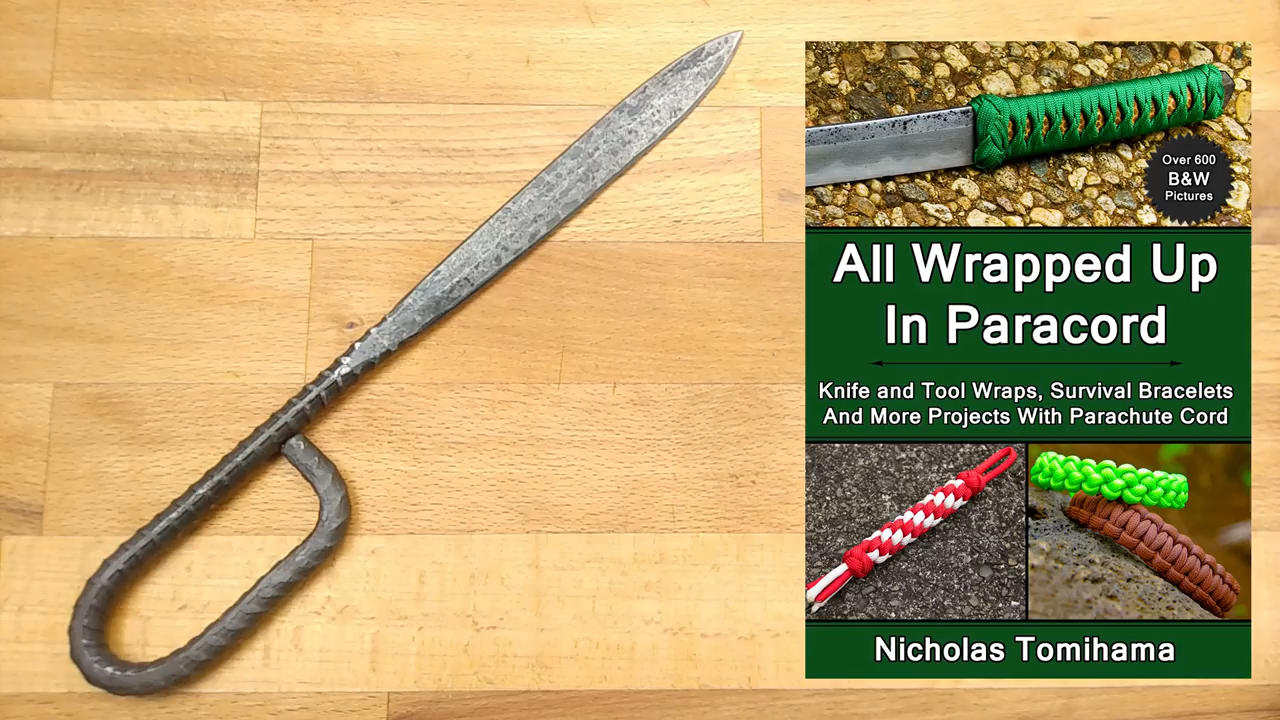 Over 600
B&W
Pictures
All Wrapped Up
In Paracord
Knife and Tool Wraps, Survival Bracelets
And More Projects With Parachute Cord
Nicholas Tomihama